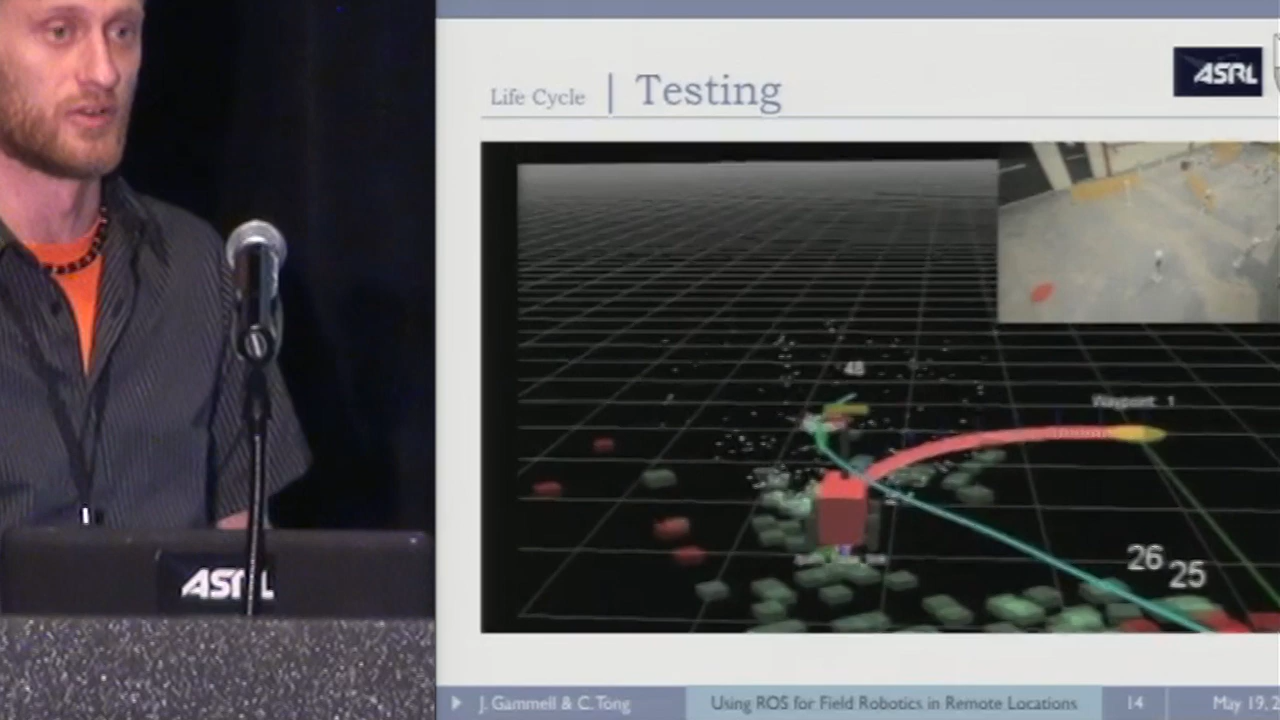 Life Cycle | Testing
ASRL
48
Waypoint 1
26
25
ASRL
J. Gammell & C. Tong
Using ROS for Field Robotics in Remote Locations
14
May 19, 2